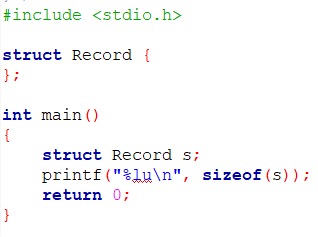 #include <stdio.h>
struct Record {
};
int main()
{
struct Record s;
printf("%lu\n", sizeof(s));
return 0;
}